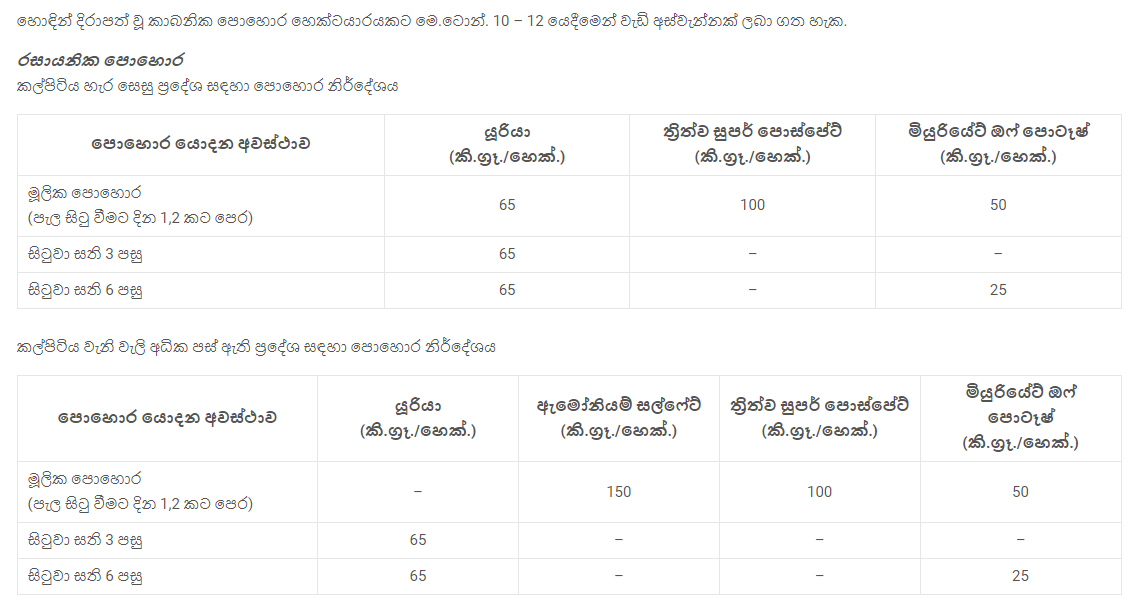 හොඳින් දිරාපත් වූ කාබනික පොහොර හෙක්ටයාරයකට මෙ.ටොන්. 10 – 12 යෙදීමෙන් වැඩි අස්වැන්නක් ලබා ගත හැක.
රසායනික පොහොර
කල්පිටිය හැර සෙසු ප්‍රදේශ සඳහා පොහොර නිර්දේශය
පොහොර යොදන අවස්ථාව
යූරියා
(කි.ග්‍රෑ./හෙක්.)
ත්‍රිත්ව සුපර් පොස්පේට්
(කි.ග්‍රෑ./හෙක්.)
මියුරියේට් ඔෆ් පොටෑෂ්
(කි.ග්‍රෑ./හෙක්.)
මූලික පොහොර
(පැල සිටු වීමට දින 1,2 කට පෙර)
65
100
50
සිටුවා සති 3 පසු
65
–
–
සිටුවා සති 6 පසු
65
–
25
කල්පිටිය වැනි වැලි අධික පස් ඇති ප්‍රදේශ සඳහා පොහොර නිර්දේශය
පොහොර යොදන අවස්ථාව
යූරියා
(කි.ග්‍රෑ./හෙක්.)
ඇමෝනියම් සල්ෆේට්
(කි.ග්‍රෑ./හෙක්.)
ත්‍රිත්ව සුපර් පොස්පේට්
(කි.ග්‍රෑ./හෙක්.)
මියුරියේට් ඔෆ්
පොටෑෂ්
(කි.ග්‍රෑ./හෙක්.)
මූලික පොහොර
(පැල සිටු වීමට දින 1,2 කට පෙර)
–
150
100
50
සිටුවා සති 3 පසු
65
–
–
–
සිටුවා සති 6 පසු
65
–
–
25